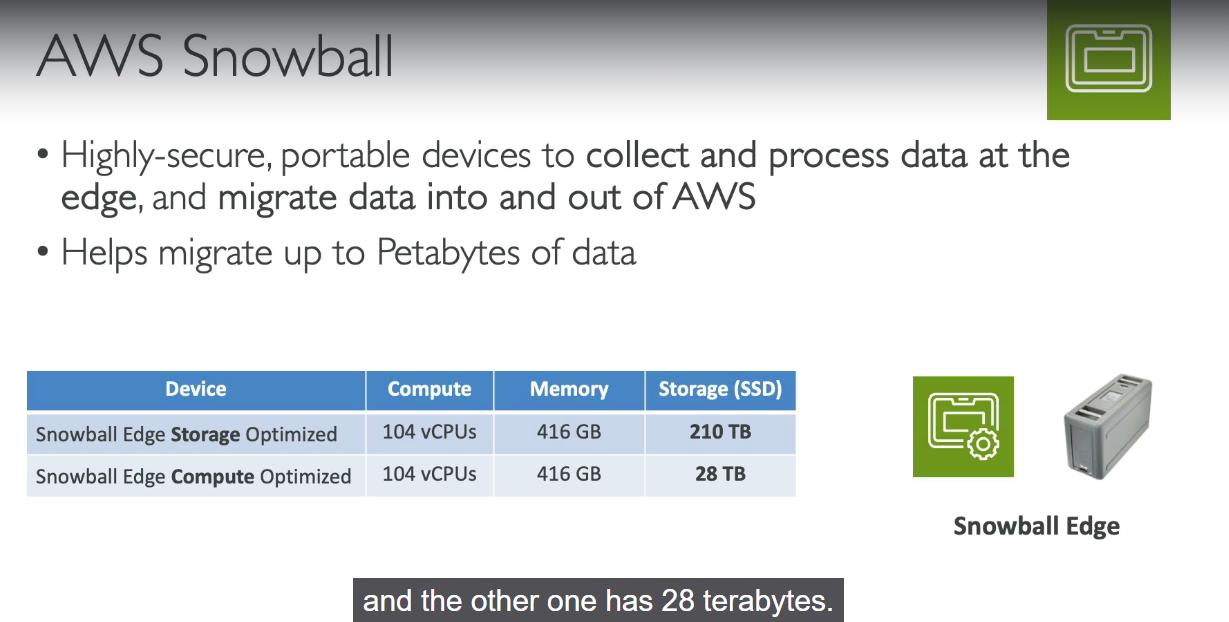 AWS Snowball
• Highly-secure, portable devices to collect and process data at the
edge, and migrate data into and out of AWS
• Helps migrate up to Petabytes of data
Device Compute Memory Storage (SSD)
Snowball Edge Storage Optimized 104 vCPUs 416 GB 210 TB
Snowball Edge Compute Optimized 104 vCPUs 416 GB 28 TB
Snowball Edge
and the other one has 28 terabytes.